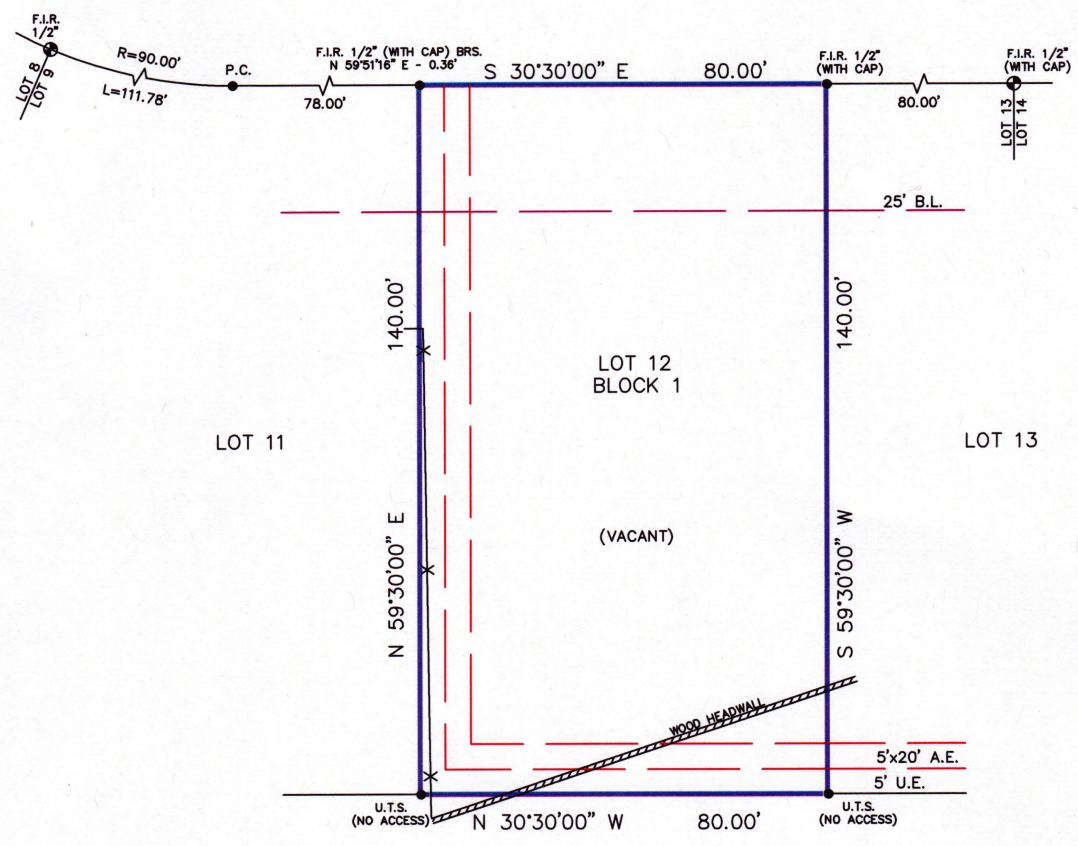 F.I.R.
1/2"
LOT 8
LOT 9
R=90.00'
L=111.78'
P.C.
78.00'
F.I.R. 1/2" (WITH CAP) BRS.
N 59°51'16" E - 0.36'
S 30°30'00" E 80.00'
F.I.R. 1/2"
(WITH CAP)
80.00'
F.I.R. 1/2"
(WITH CAP)
LOT 13
LOT 14
25' B.L.
140.00'
140.00'
LOT 12
BLOCK 1
LOT 11
LOT 13
N 59°30'00" E
(VACANT)
S 59°30'00" W
WOOD HEADWALL
5'x20' A.E.
5' U.E.
U.T.S.
(NO ACCESS)
N 30°30'00" W 80.00'
U.T.S.
(NO ACCESS)